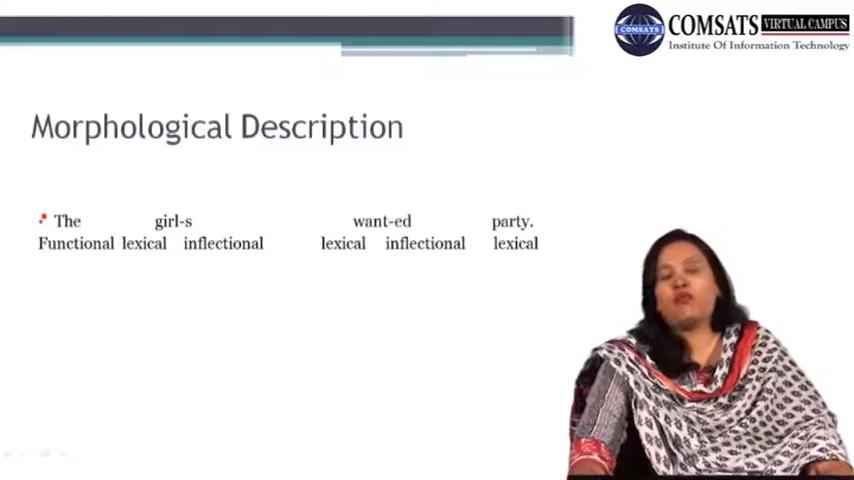 COMSATS
COMSATS VIRTUAL CAMPUS
Institute Of Information Technology
Morphological Description
The girl-s want-ed party.
Functional lexical inflectional lexical inflectional lexical